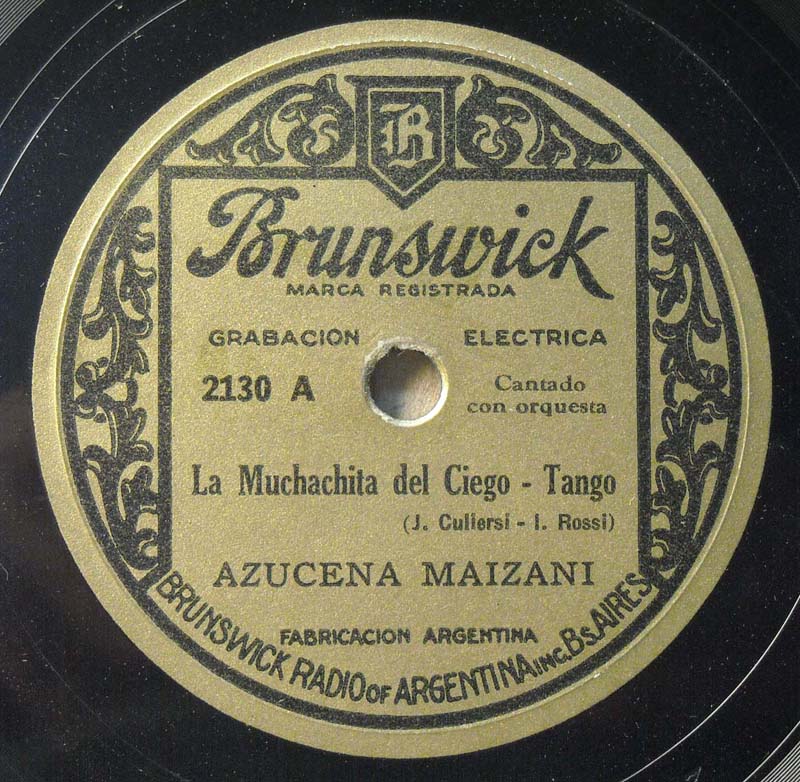 B
Brunswick
MARCA REGISTRADA
GRABACION ELECTRICA
2130 A
Cantado
con orquesta
La Muchachita del Ciego - Tango
(J. Cullersi - I. Rossi)
AZUCENA MAIZANI
FABRICACION ARGENTINA
BRUNSWICK RADIO OF ARGENTINA INC. Bs AIRES